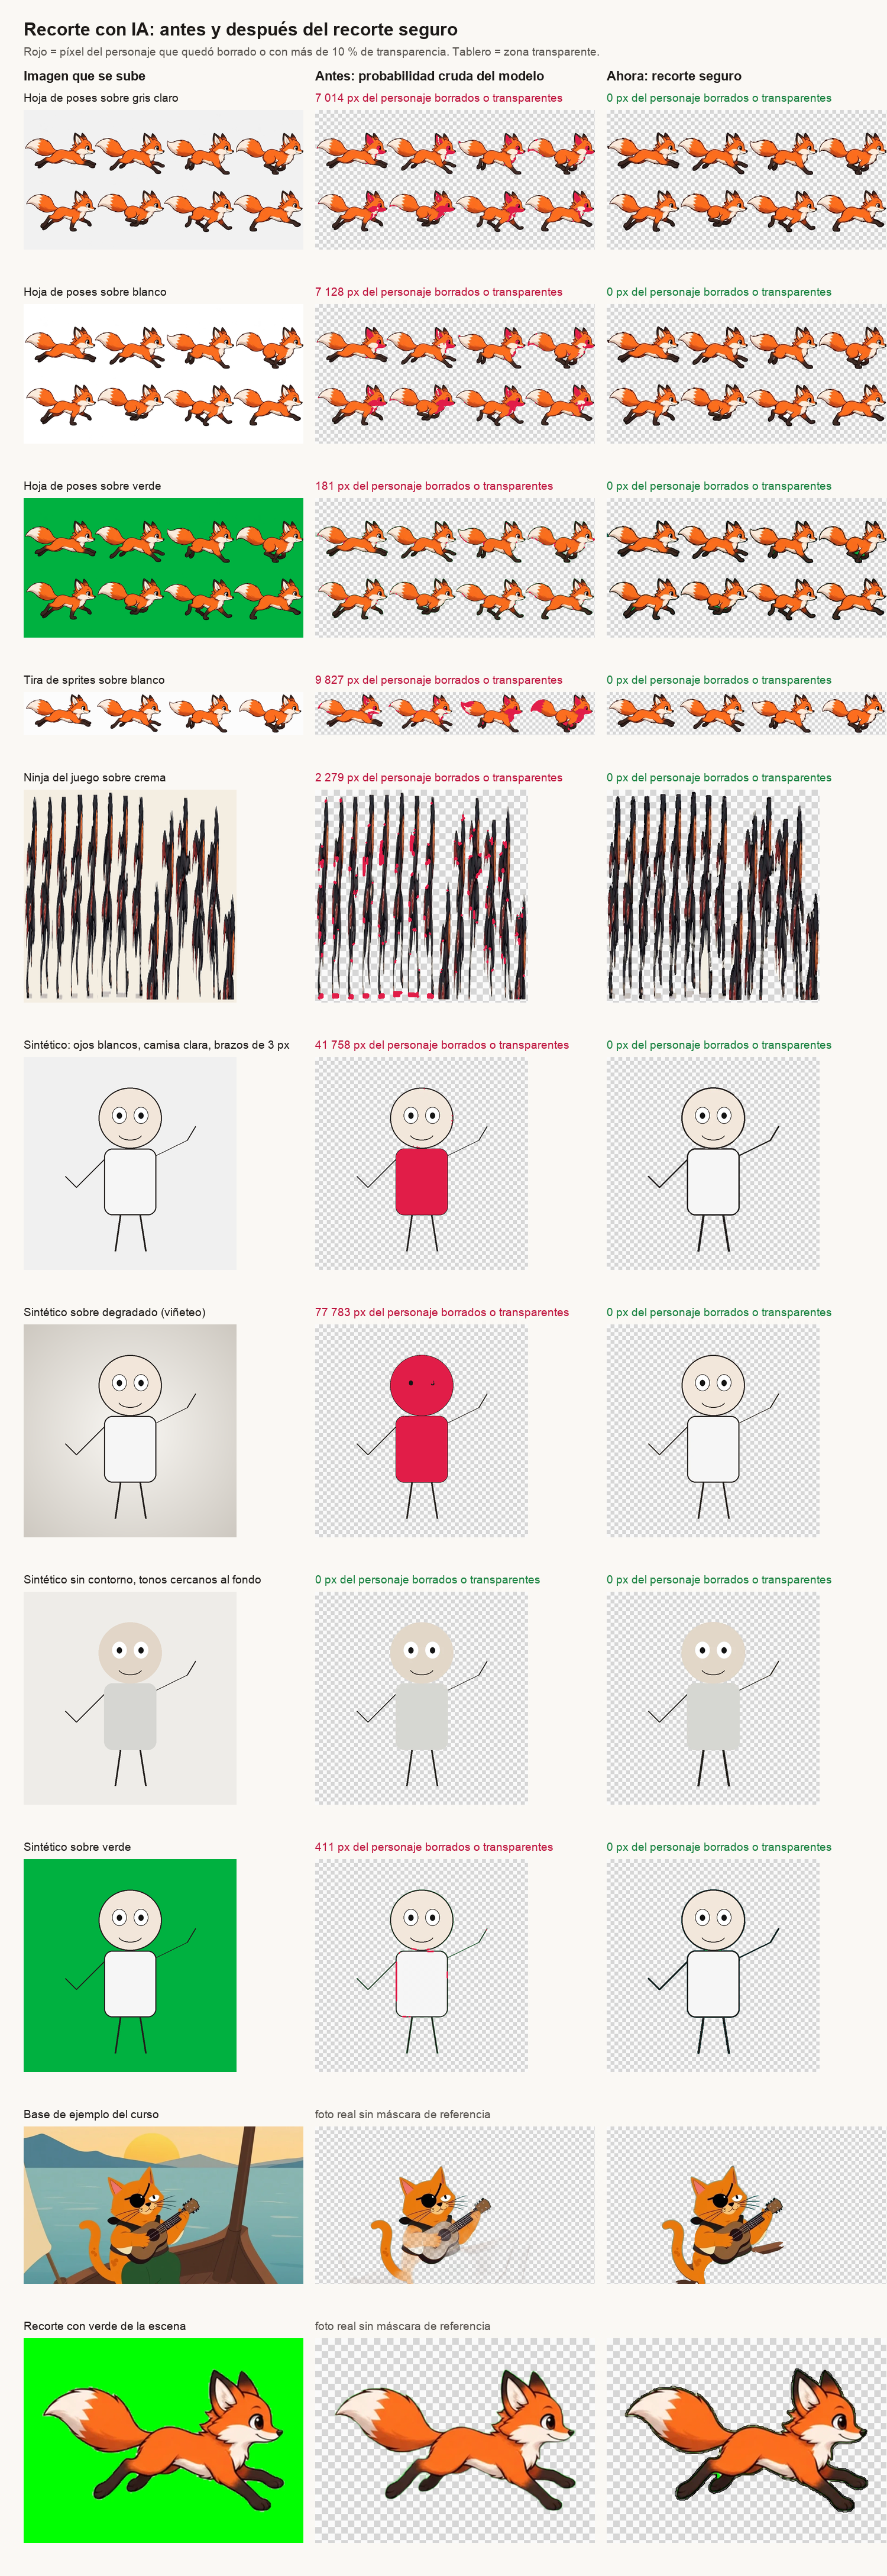 Recorte con IA: antes y después del recorte seguro
Rojo = píxel del personaje que quedó borrado o con más de 10 % de transparencia. Tablero = zona transparente.
Imagen que se sube
Antes: probabilidad cruda del modelo
Ahora: recorte seguro
Hoja de poses sobre gris claro
7 014 px del personaje borrados o transparentes
0 px del personaje borrados o transparentes
Hoja de poses sobre blanco
7 128 px del personaje borrados o transparentes
0 px del personaje borrados o transparentes
Hoja de poses sobre verde
181 px del personaje borrados o transparentes
0 px del personaje borrados o transparentes
Tira de sprites sobre blanco
9 827 px del personaje borrados o transparentes
0 px del personaje borrados o transparentes
Ninja del juego sobre crema
2 279 px del personaje borrados o transparentes
0 px del personaje borrados o transparentes
Sintético: ojos blancos, camisa clara, brazos de 3 px
41 758 px del personaje borrados o transparentes
0 px del personaje borrados o transparentes
Sintético sobre degradado (viñeteo)
77 783 px del personaje borrados o transparentes
0 px del personaje borrados o transparentes
Sintético sin contorno, tonos cercanos al fondo
0 px del personaje borrados o transparentes
0 px del personaje borrados o transparentes
Sintético sobre verde
411 px del personaje borrados o transparentes
0 px del personaje borrados o transparentes
Base de ejemplo del curso
foto real sin máscara de referencia
Recorte con verde de la escena
foto real sin máscara de referencia